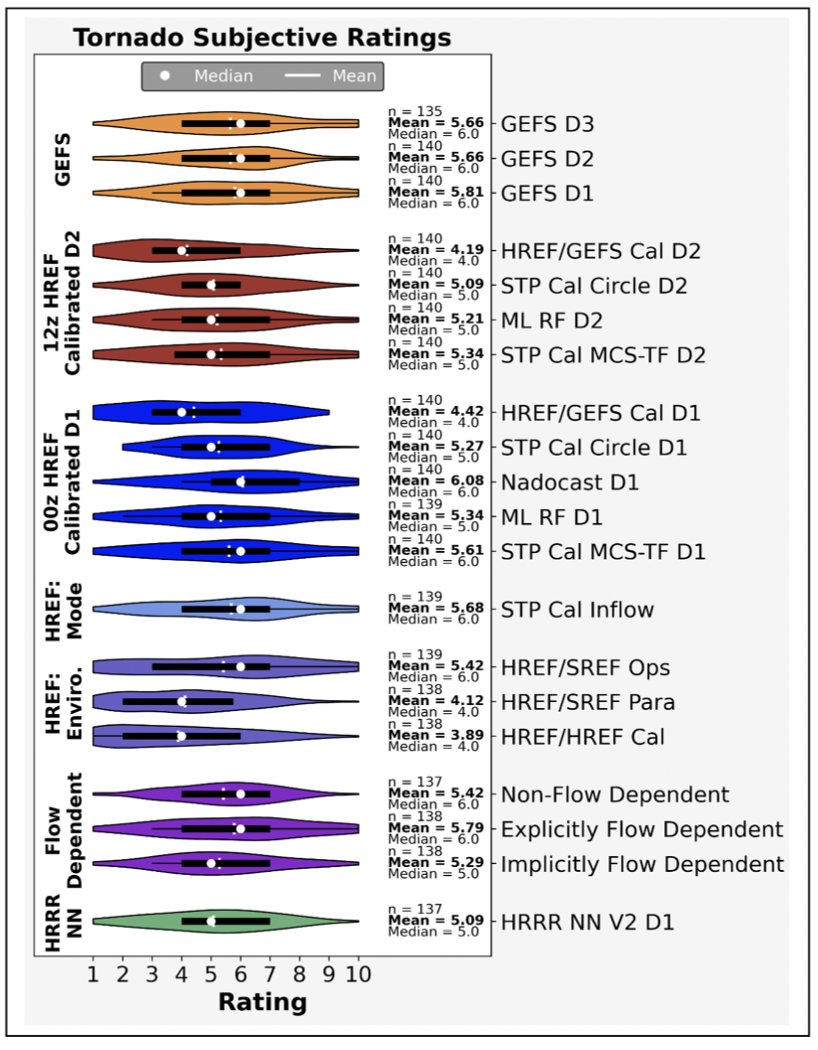 Tornado Subjective Ratings
Median Mean
GEFS
n = 135
Mean = 5.66
Median = 6.0
GEFS D3
n = 140
Mean = 5.66
Median = 6.0
GEFS D2
n = 140
Mean = 5.81
Median = 6.0
GEFS D1
12z HREF
Calibrated D2
n = 140
Mean = 4.19
Median = 4.0
HREF/GEFS Cal D2
n = 140
Mean = 5.09
Median = 5.0
STP Cal Circle D2
n = 140
Mean = 5.21
Median = 5.0
ML RF D2
n = 140
Mean = 5.34
Median = 5.0
STP Cal MCS-TF D2
00z HREF
Calibrated D1
n = 140
Mean = 4.42
Median = 4.0
HREF/GEFS Cal D1
n = 140
Mean = 5.27
Median = 5.0
STP Cal Circle D1
n = 140
Mean = 6.08
Median = 6.0
Nadocast D1
n = 139
Mean = 5.34
Median = 5.0
ML RF D1
n = 140
Mean = 5.61
Median = 6.0
STP Cal MCS-TF D1
HREF:
Mode
n = 139
Mean = 5.68
Median = 6.0
STP Cal Inflow
HREF:
Enviro.
n = 139
Mean = 5.42
Median = 6.0
HREF/SREF Ops
n = 138
Mean = 4.12
Median = 4.0
HREF/SREF Para
n = 138
Mean = 3.89
Median = 4.0
HREF/HREF Cal
Flow
Dependent
n = 137
Mean = 5.42
Median = 6.0
Non-Flow Dependent
n = 138
Mean = 5.79
Median = 6.0
Explicitly Flow Dependent
n = 138
Mean = 5.29
Median = 5.0
Implicitly Flow Dependent
HRRR
NN
n = 137
Mean = 5.09
Median = 5.0
HRRR NN V2 D1
1 2 3 4 5 6 7 8 9 10
Rating